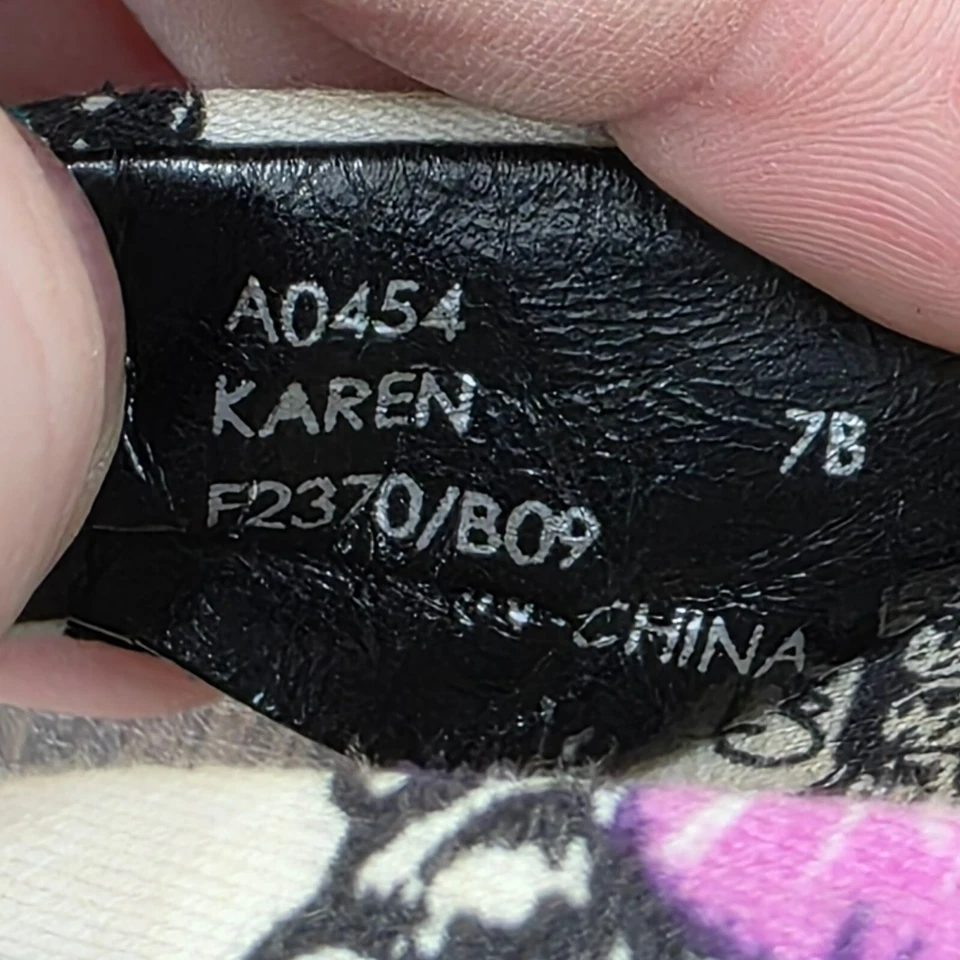 A0454
KAREN
7B
F2370/B09
CHINA